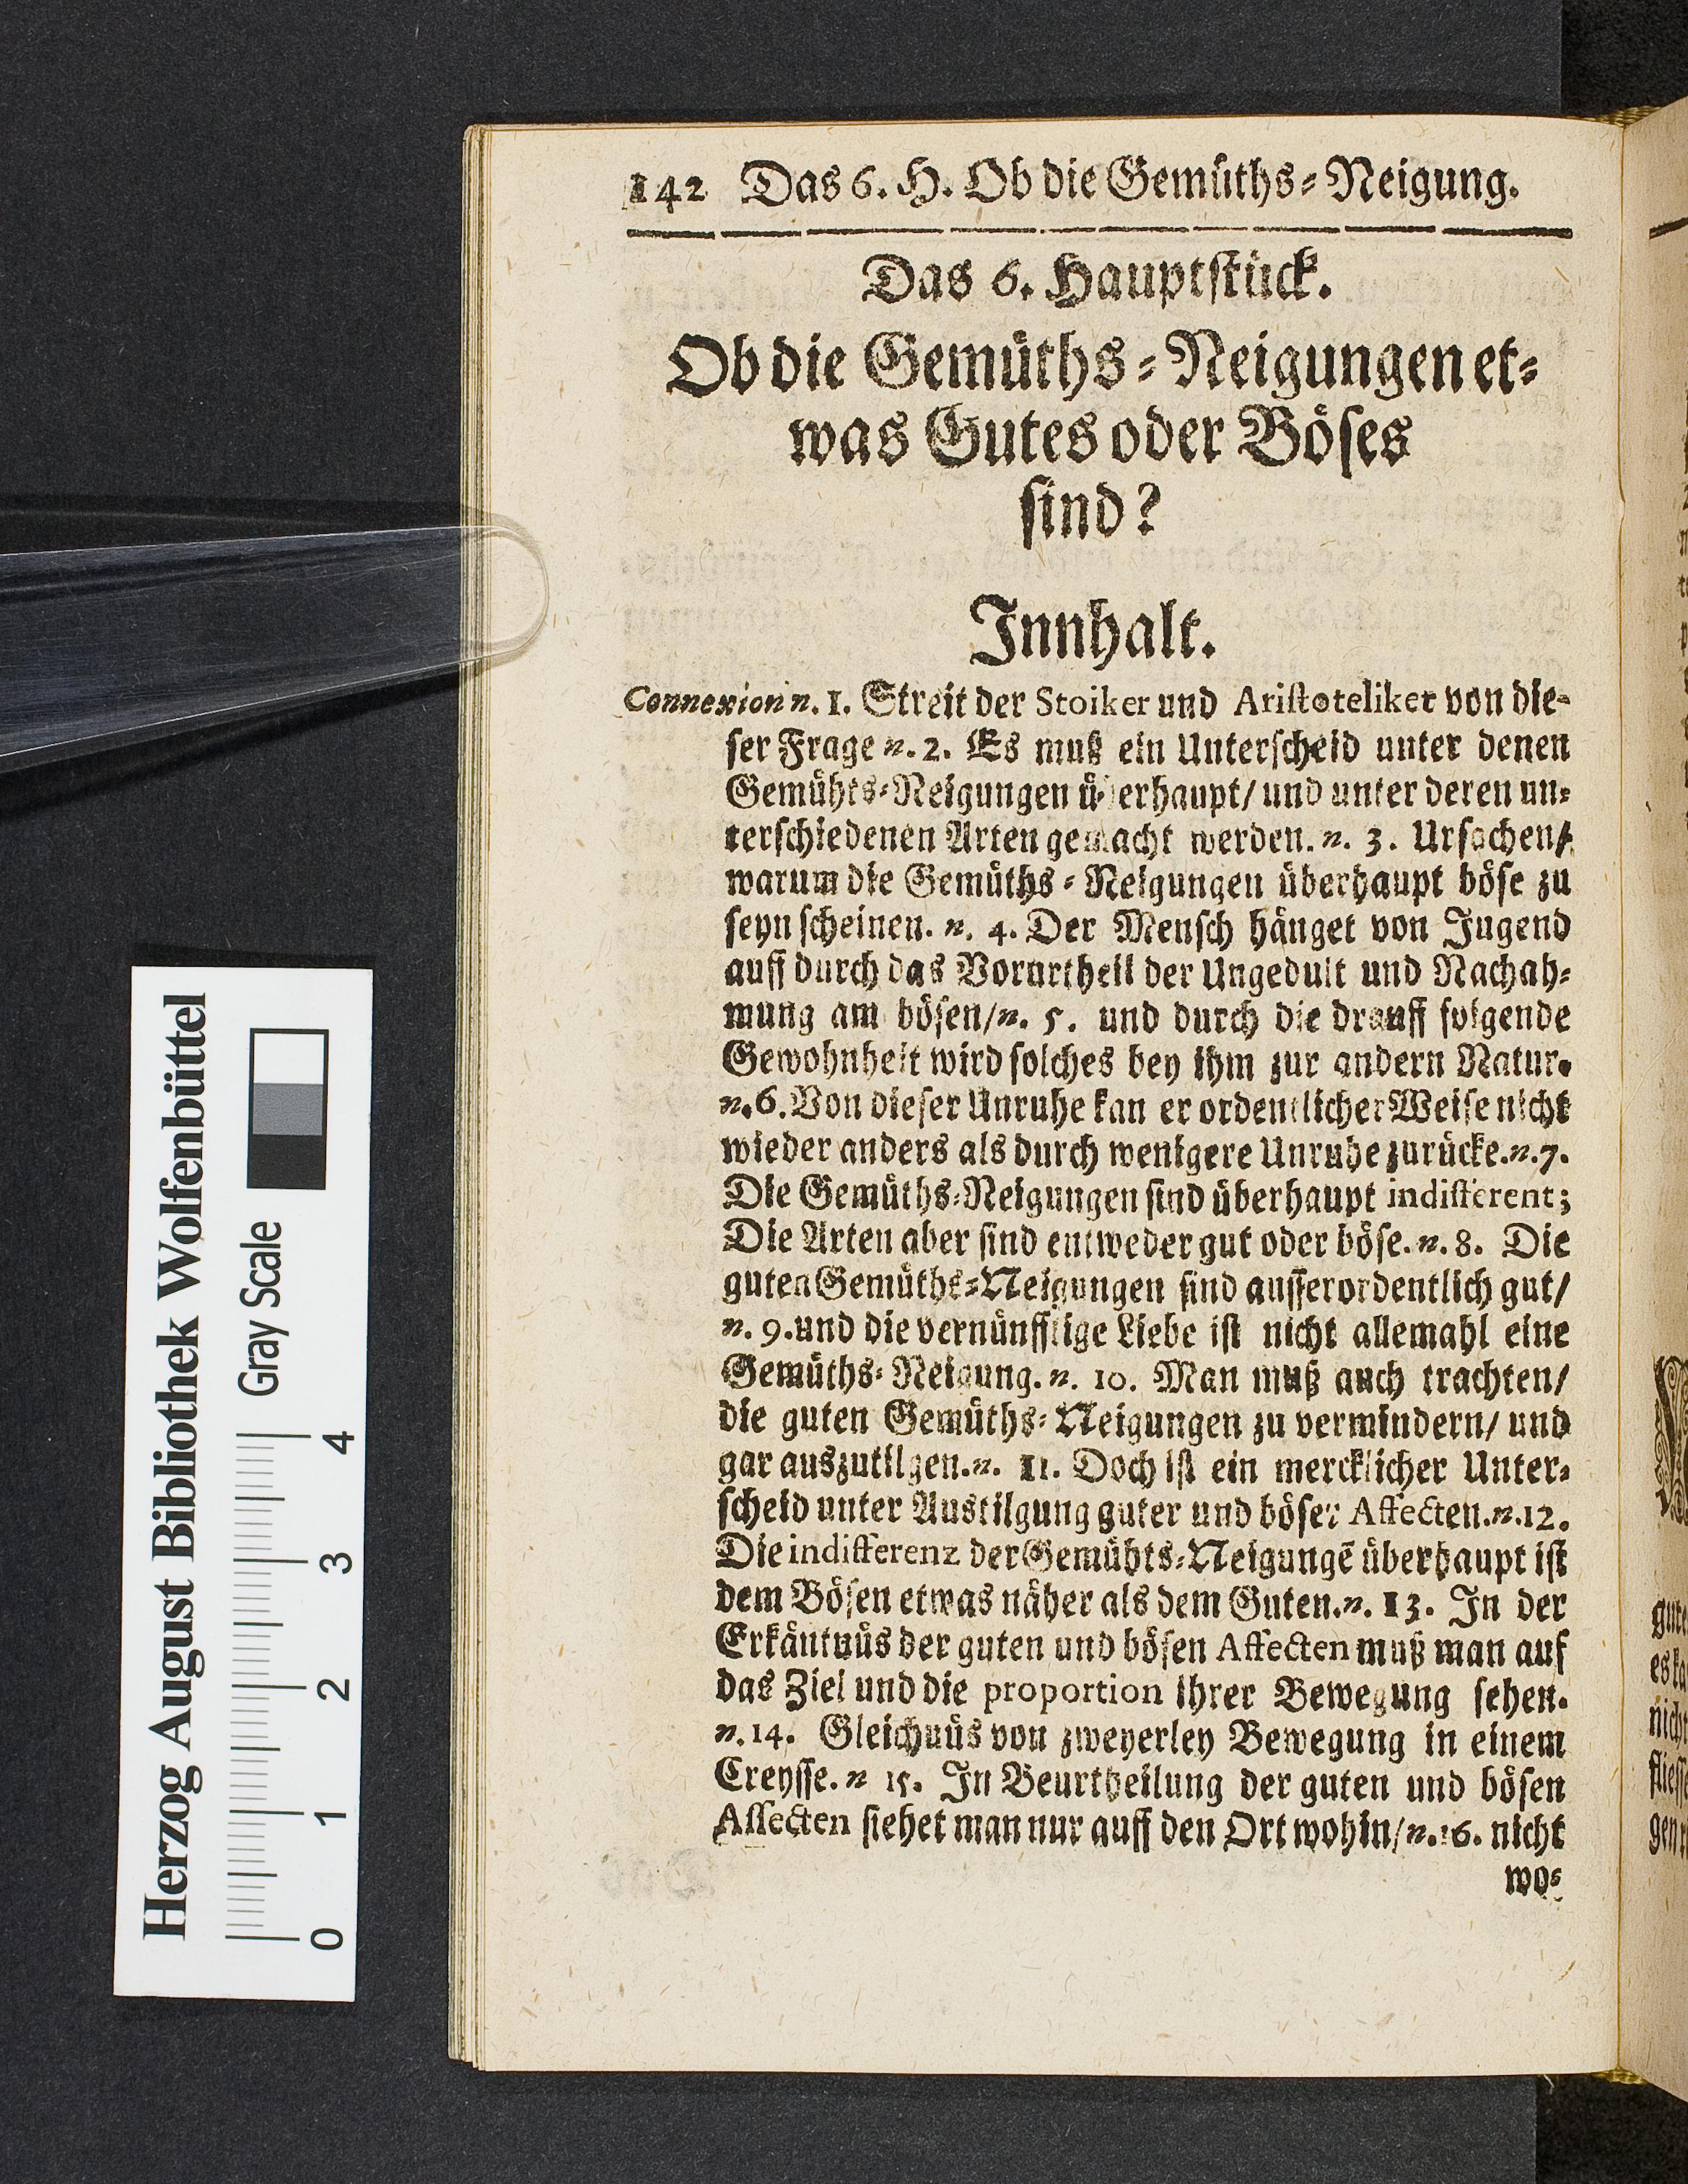 142 Das 6. H. Ob die Gemüths-Neigung.
Das 6. Hauptstück.
Ob die Gemüths-Neigungen et-
was Gutes oder Böses
sind?
Innhalt.
Connexion n. 1. Streit der Stoiker und Aristoteliker von die-
ser Frage n. 2. Es muß ein Unterscheid unter denen
Gemühts-Neigungen überhaupt/ und unter deren un-
terschiedenen Arten gemacht werden. n. 3. Ursachen/
warum die Gemüths-Neigungen überhaupt böse zu
seyn scheinen. n. 4. Der Mensch hänget von Jugend
auff durch das Vorurtheil der Ungedult und Nachah-
mung am bösen/ n. 5. und durch die drauff folgende
Gewohnheit wird solches bey ihm zur andern Natur.
n. 6. Von dieser Unruhe kan er ordentlicher Weise nicht
wieder anders als durch wenigere Unruhe zurücke. n. 7.
Die Gemüths-Neigungen sind überhaupt indifferent;
Die Arten aber sind entweder gut oder böse. n. 8. Die
guten Gemüths-Neigungen sind ausserordentlich gut/
n. 9. und die vernünfftige Liebe ist nicht allemahl eine
Gemüths-Neigung. n. 10. Man muß auch trachten/
die guten Gemüths-Neigungen zu vermindern/ und
gar auszutilgen. n. 11. Doch ist ein mercklicher Unter-
scheid unter Austilgung guter und böser Affecten. n. 12.
Die indifferenz der Gemühts-Neigungē überhaupt ist
dem Bösen etwas näher als dem Guten. n. 13. In der
Erkäntnüs der guten und bösen Affecten muß man auf
das Ziel und die proportion ihrer Bewegung sehen.
n. 14. Gleichnüs von zweyerley Bewegung in einem
Creysse. n 15. In Beurtheilung der guten und bösen
Affecten siehet man nur auff den Ort wohin/ n. 16. nicht
wo-
Herzog August Bibliothek Wolfenbüttel
Gray Scale
0 1 2 3 4